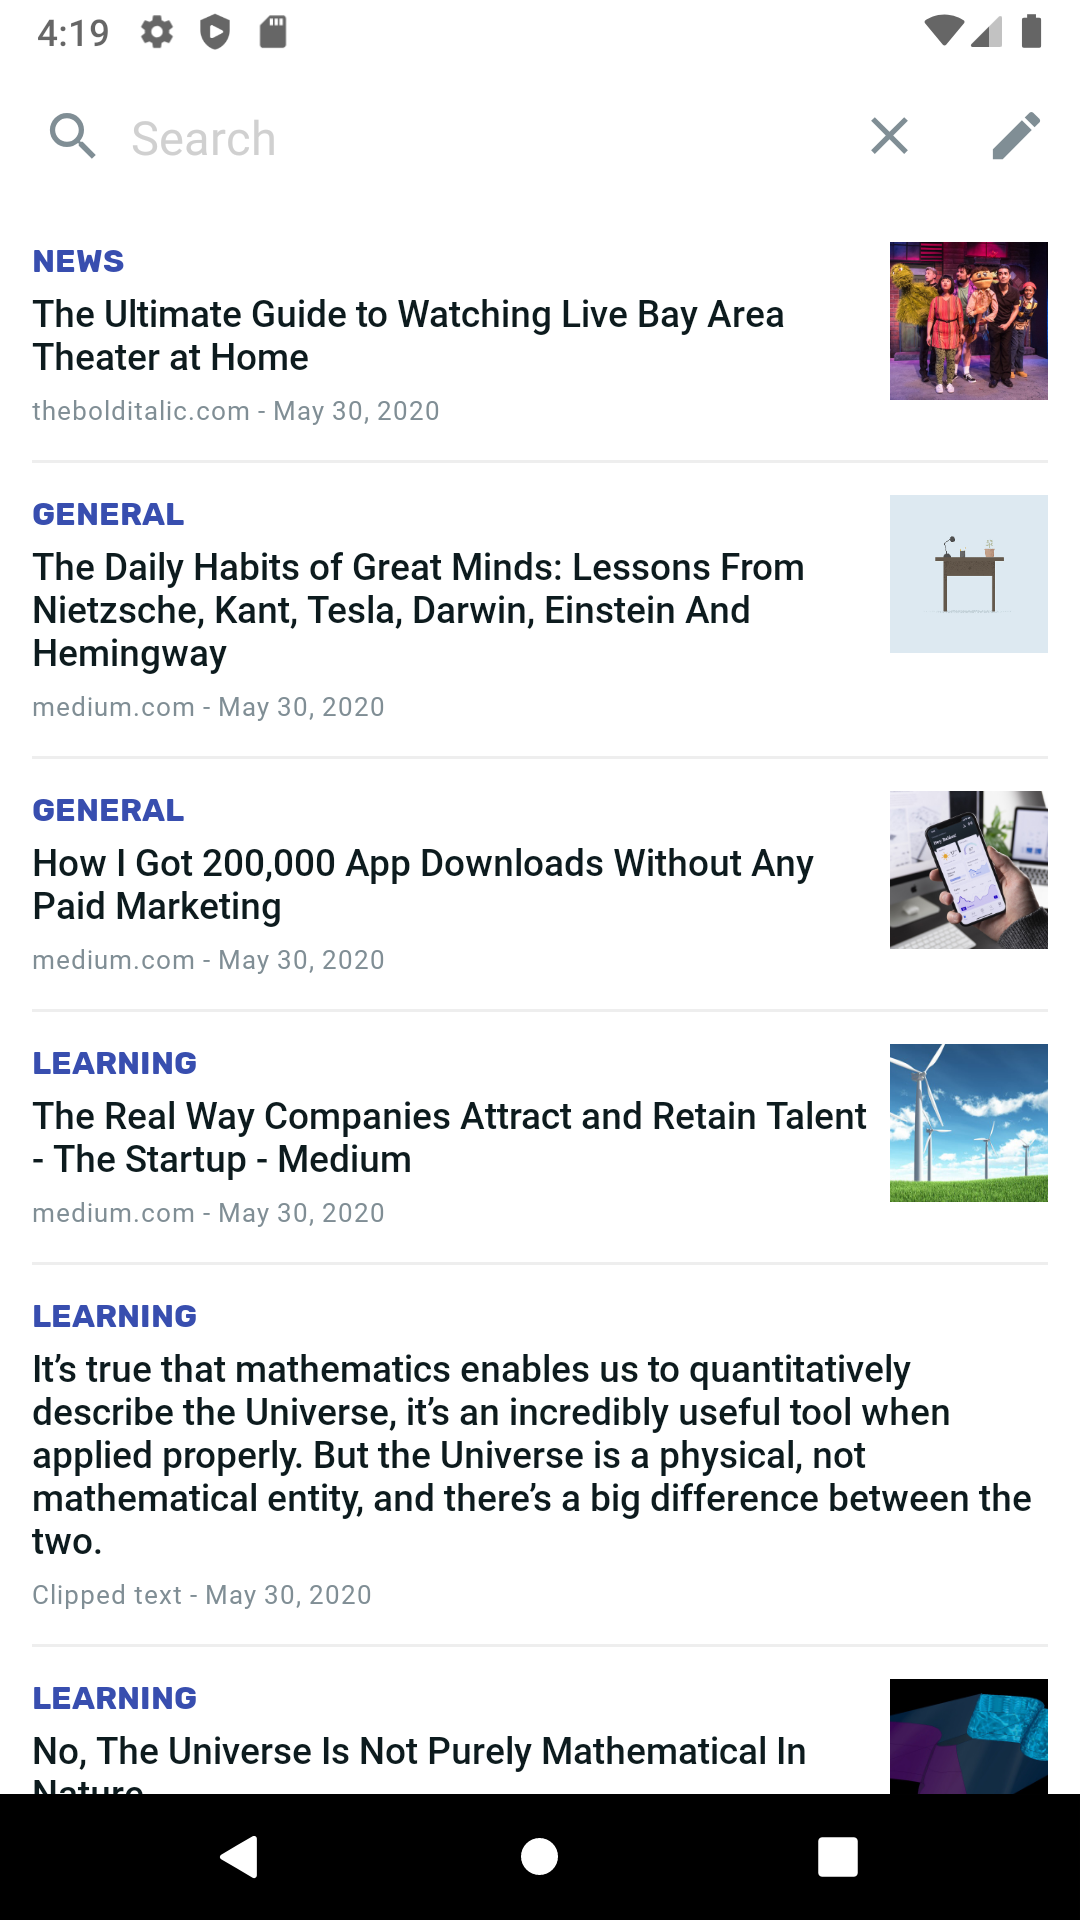 4:19
Search
NEWS
The Ultimate Guide to Watching Live Bay Area
Theater at Home
thebolditalic.com - May 30, 2020
GENERAL
The Daily Habits of Great Minds: Lessons From
Nietzsche, Kant, Tesla, Darwin, Einstein And
Hemingway
medium.com - May 30, 2020
GENERAL
How I Got 200,000 App Downloads Without Any
Paid Marketing
medium.com - May 30, 2020
LEARNING
The Real Way Companies Attract and Retain Talent
- The Startup - Medium
medium.com - May 30, 2020
LEARNING
It’s true that mathematics enables us to quantitatively
describe the Universe, it’s an incredibly useful tool when
applied properly. But the Universe is a physical, not
mathematical entity, and there’s a big difference between the
two.
Clipped text - May 30, 2020
LEARNING
No, The Universe Is Not Purely Mathematical In
Nature